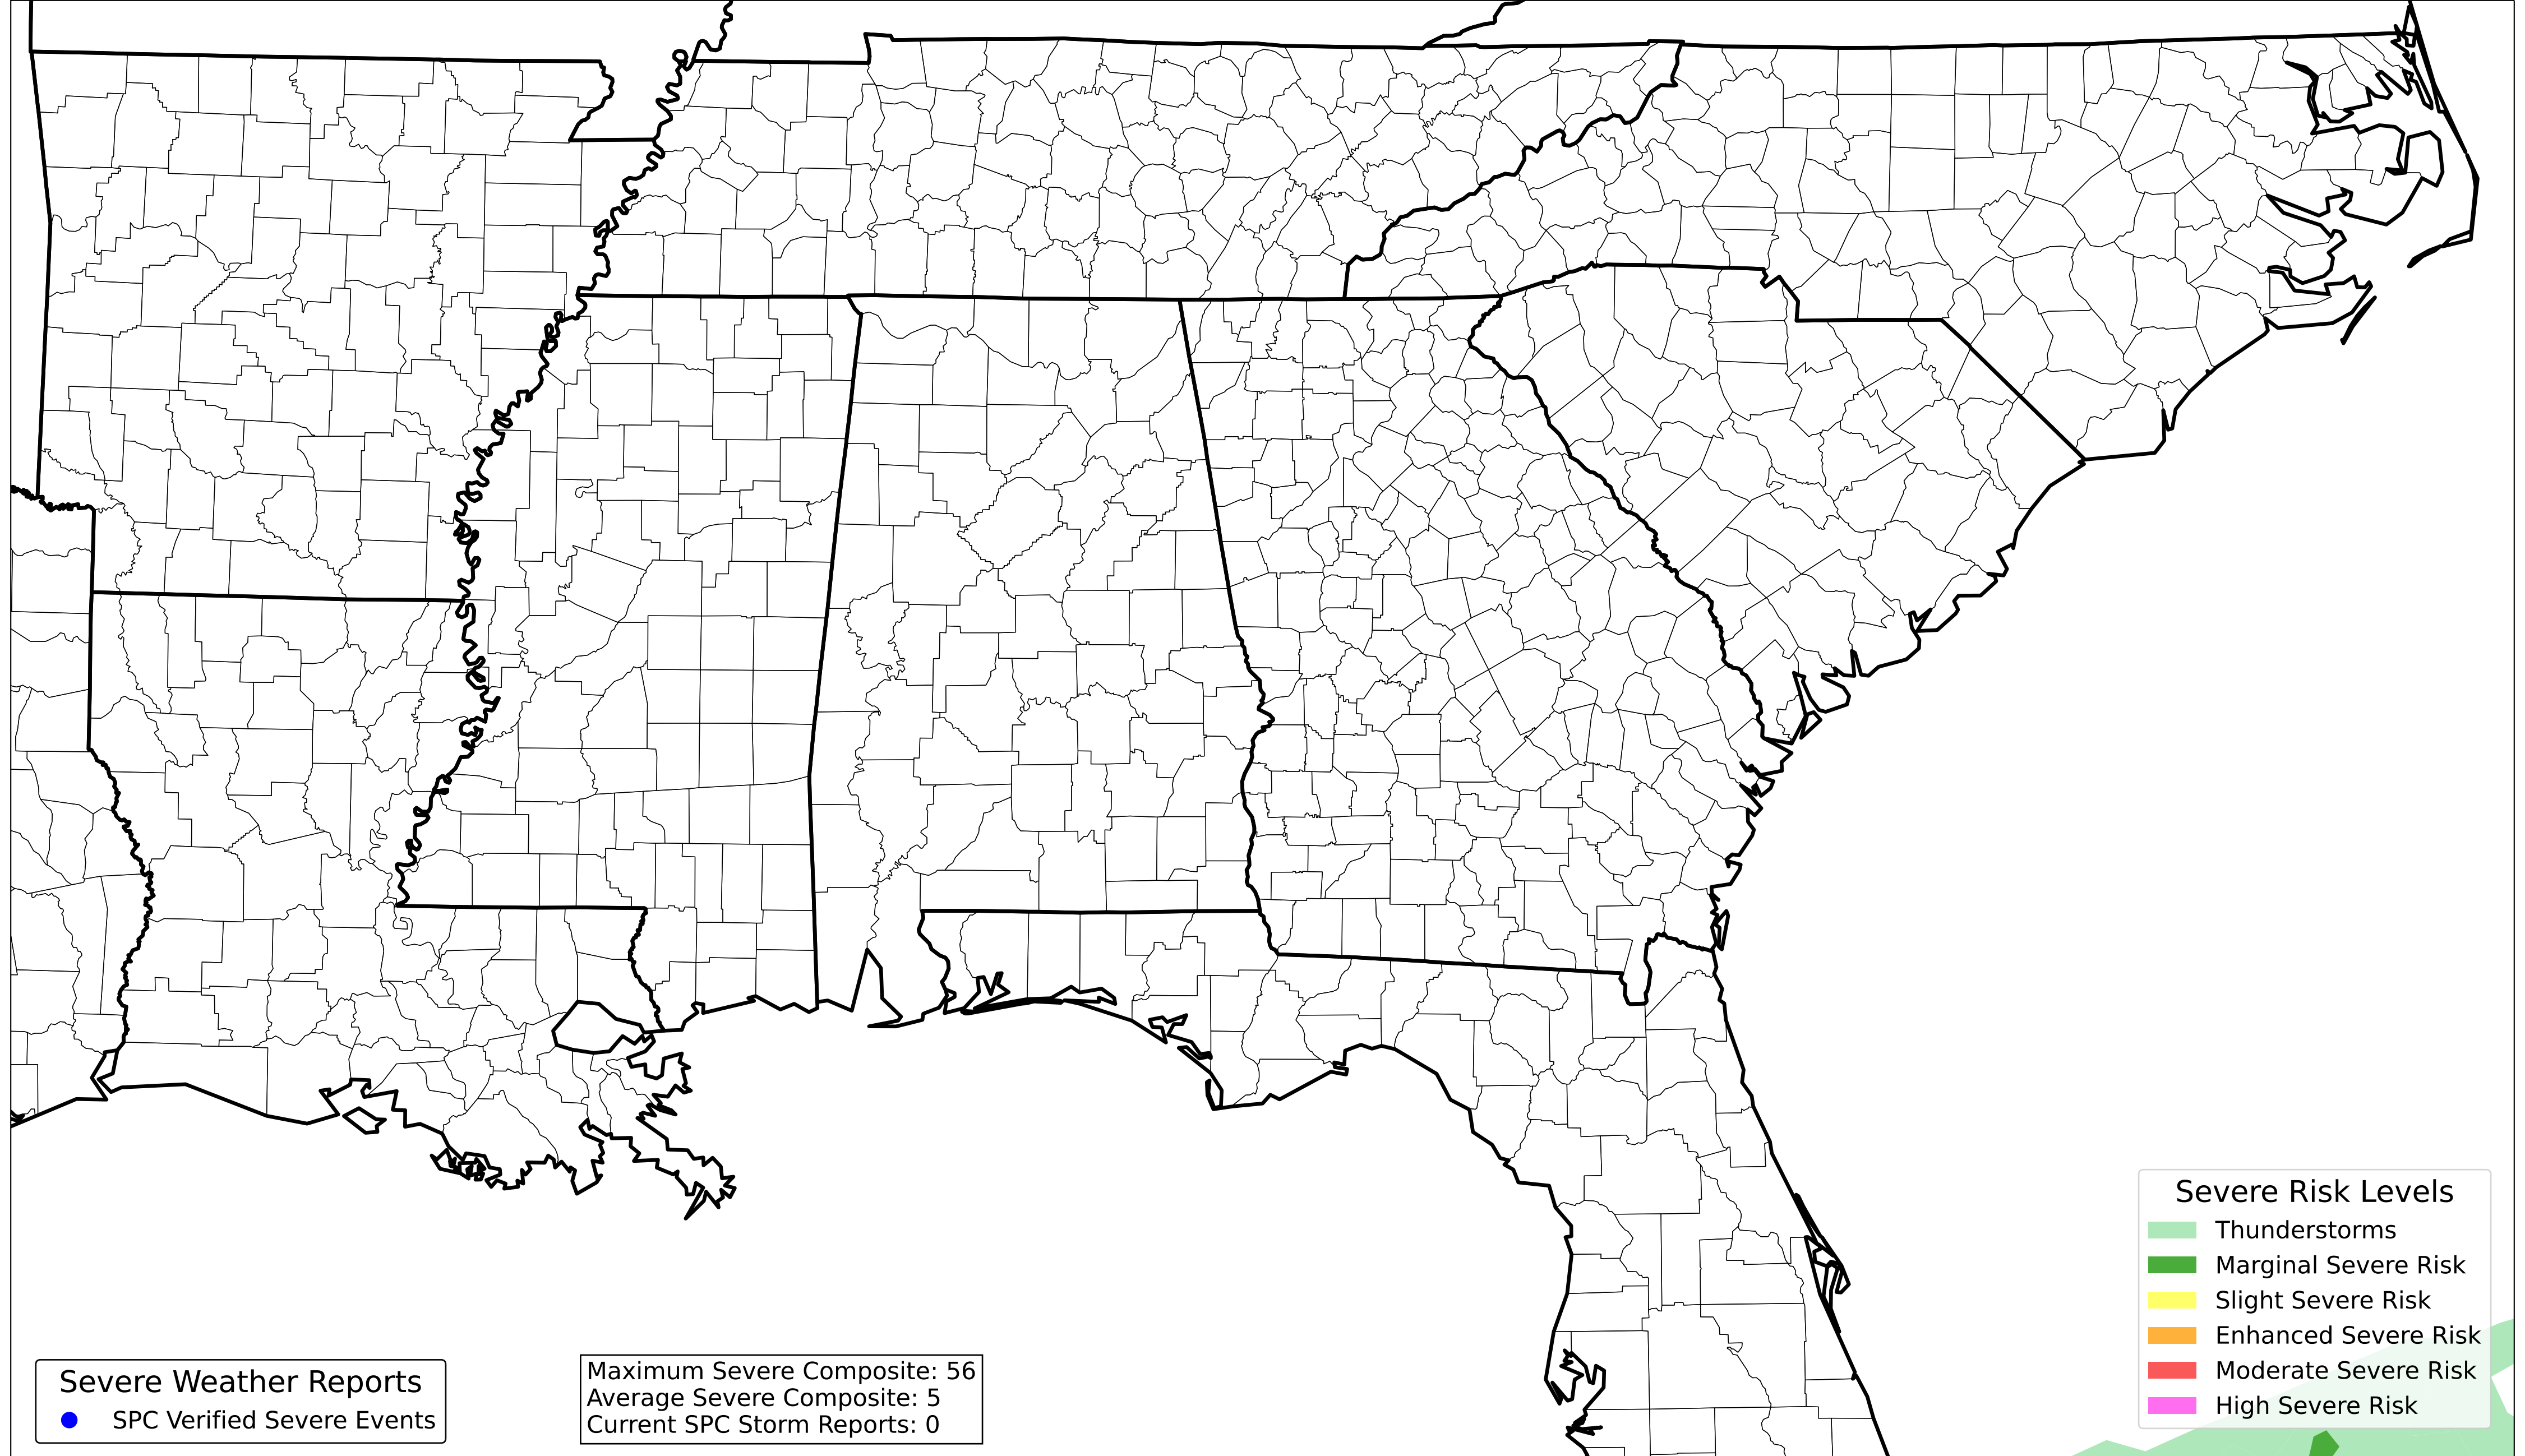 Severe Weather Reports
SPC Verified Severe Events
Maximum Severe Composite: 56
Average Severe Composite: 5
Current SPC Storm Reports: 0
Severe Risk Levels
Thunderstorms
Marginal Severe Risk
Slight Severe Risk
Enhanced Severe Risk
Moderate Severe Risk
High Severe Risk